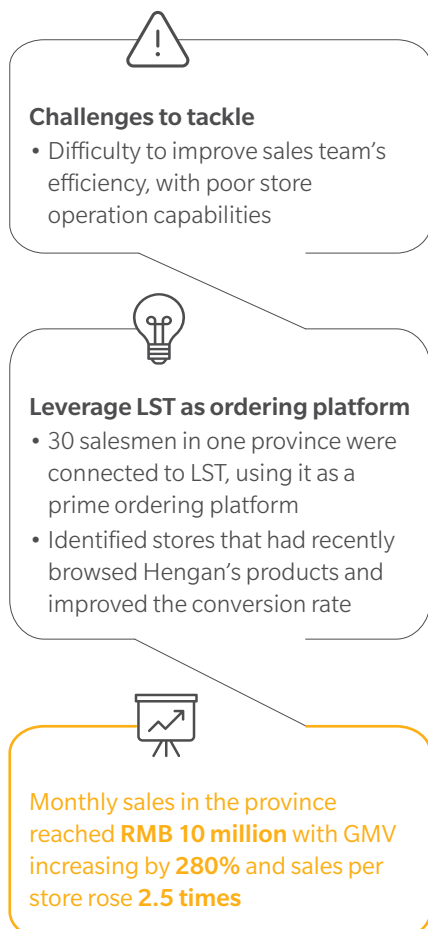 Challenges to tackle
• Difficulty to improve sales team’s
efficiency, with poor store
operation capabilities
Leverage LST as ordering platform
• 30 salesmen in one province were
connected to LST, using it as a
prime ordering platform
• Identified stores that had recently
browsed Hengan’s products and
improved the conversion rate
Monthly sales in the province
reached RMB 10 million with GMV
increasing by 280% and sales per
store rose 2.5 times